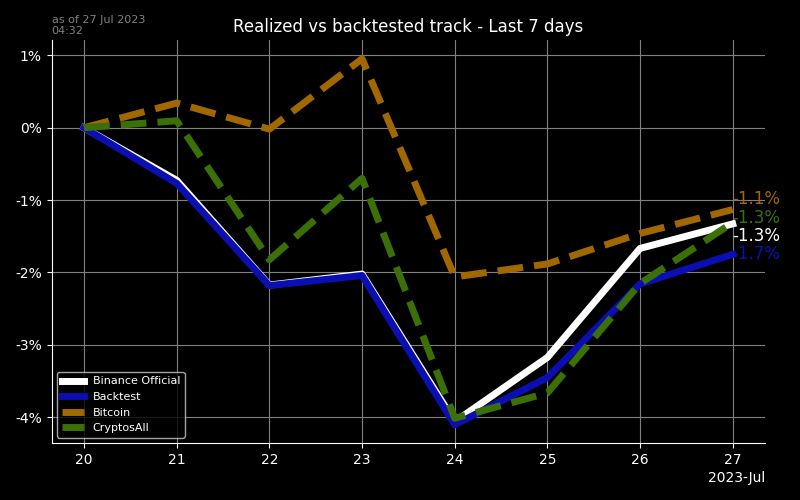 as of 27 Jul 2023
04:32
Realized vs backtested track - Last 7 days
1%
0%
-1%
-2%
-3%
-4%
-1.1%
-1.3%
-1.3%
-1.7%
Binance Official
Backtest
Bitcoin
CryptosAll
20 21 22 23 24 25 26 27
2023-Jul